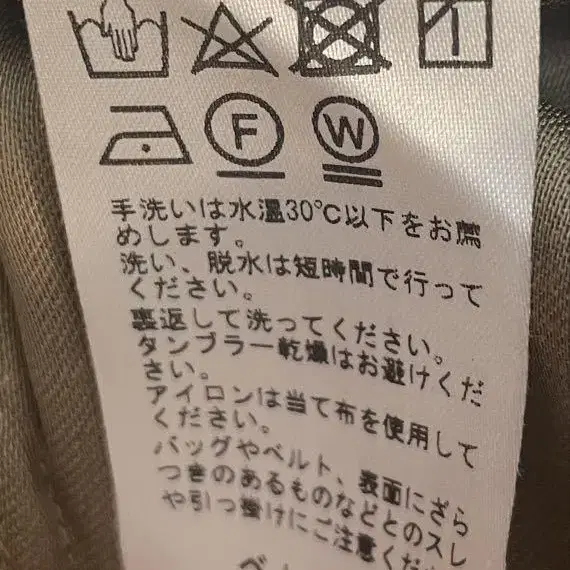 F W
手洗いは水温30℃以下をお薦
めします。
洗い、脱水は短時間で行って
ください。
裏返して洗ってください。
タンブラー乾燥はお避けくだ
さい。
アイロンは当て布を使用して
ください。
バッグやベルト、表面にざら
つきのあるものなどとのスレ
や引っ掛けにご注意くだ